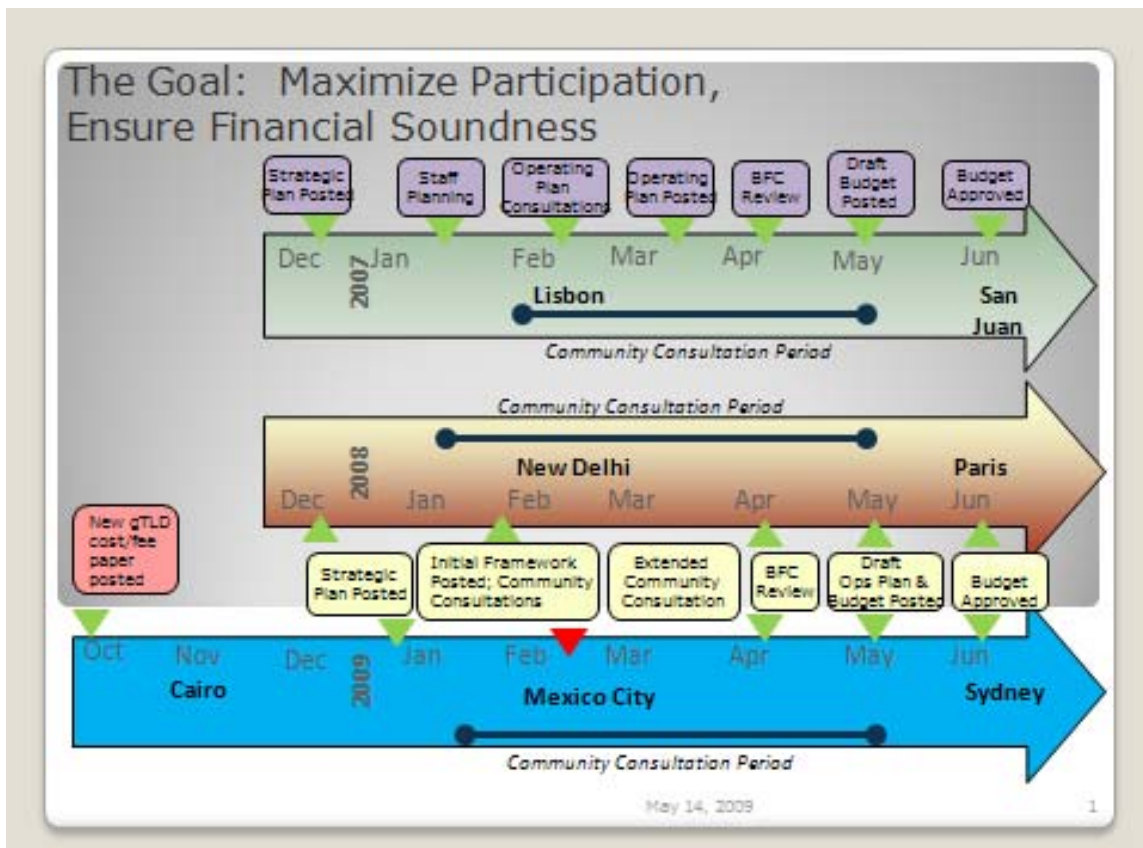 The Goal: Maximize Participation,
Ensure Financial Soundness
Strategic
Plan Posted
Staff
Planning
Operating
Plan
Consultations
Operating
Plan Posted
BFC
Review
Draft
Budget
Posted
Budget
Approved
Dec
2007
Jan
Feb
Mar
Apr
May
Jun
Lisbon
San
Juan
Community Consultation Period
Community Consultation Period
2008
New Delhi
Paris
Dec
Jan
Feb
Mar
Apr
May
Jun
New gTLD
cost/fee
paper
posted
Strategic
Plan Posted
Initial Framework
Posted; Community
Consultations
Extended
Community
Consultation
BFC
Review
Draft
Ops Plan &
Budget Posted
Budget
Approved
Oct
Nov
Dec
2009
Jan
Feb
Mar
Apr
May
Jun
Cairo
Mexico City
Sydney
Community Consultation Period
May 14, 2009
1